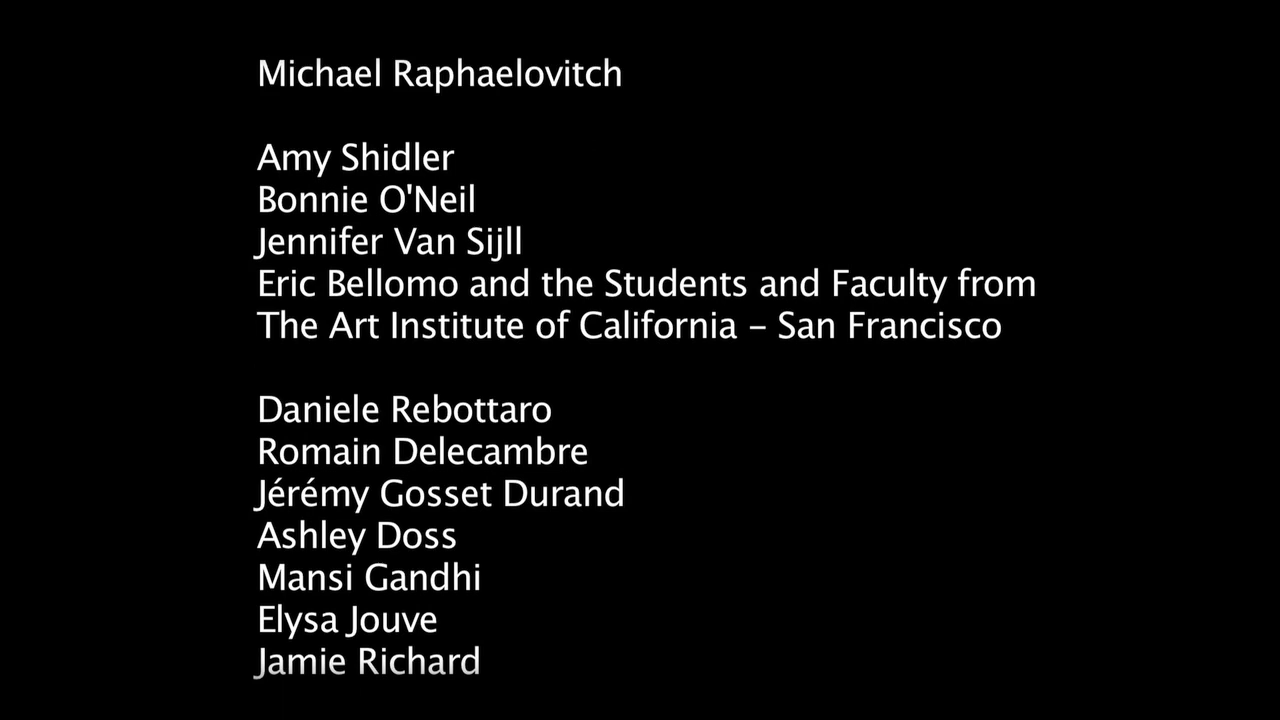 Michael Raphaelovitch
Amy Shidler
Bonnie O'Neil
Jennifer Van Sijll
Eric Bellomo and the Students and Faculty from
The Art Institute of California – San Francisco
Daniele Rebottaro
Romain Delecambre
Jérémy Gosset Durand
Ashley Doss
Mansi Gandhi
Elysa Jouve
Jamie Richard